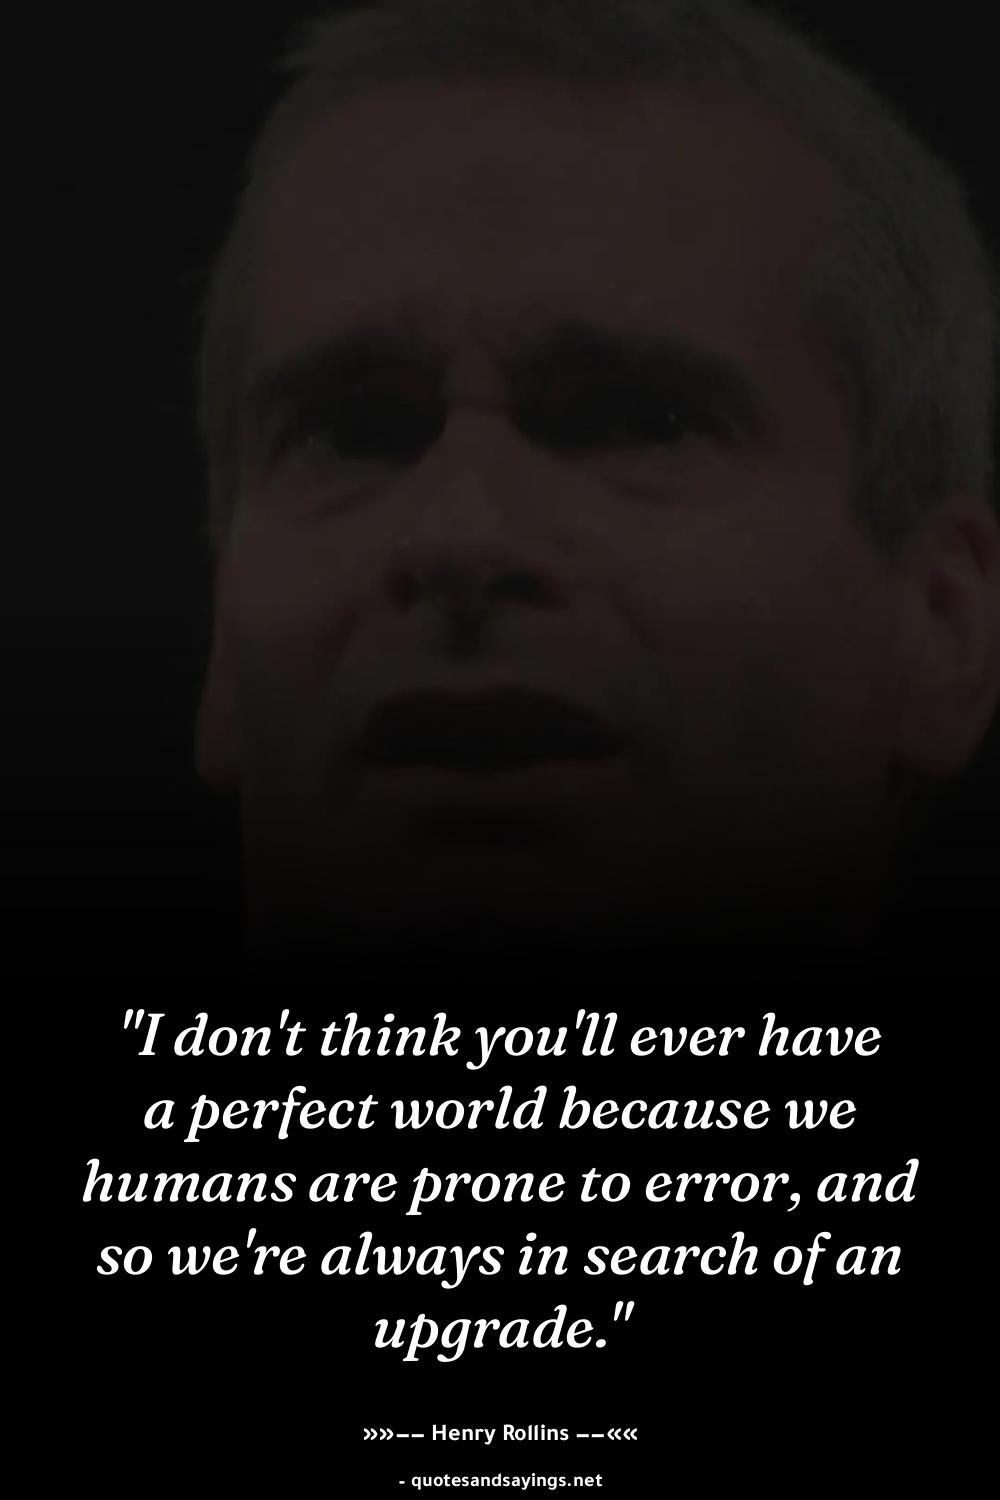 "I don't think you'll ever have
a perfect world because we
humans are prone to error, and
so we're always in search of an
upgrade."
»»−− Henry Rollins −−««
- quotesandsayings.net